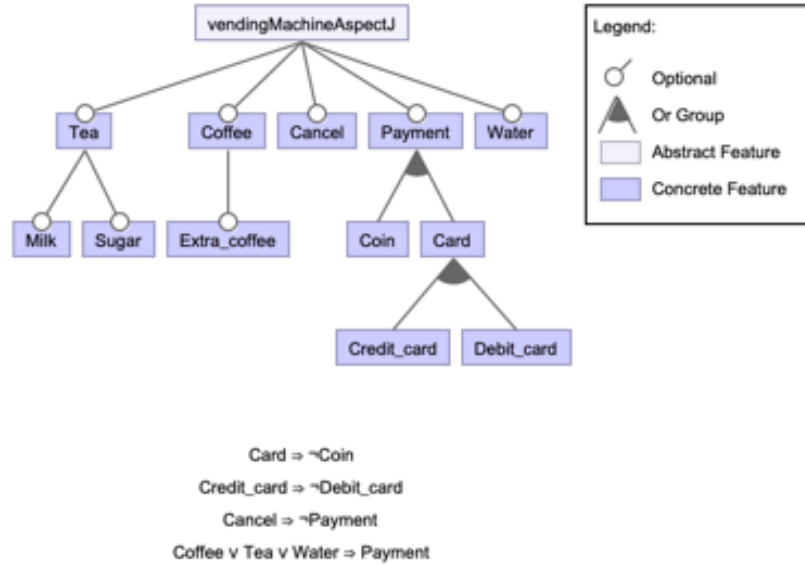 vendingMachineAspectJ
Legend:
Optional
Or Group
Abstract Feature
Concrete Feature
Tea
Coffee
Cancel
Payment
Water
Milk
Sugar
Extra_coffee
Coin
Card
Credit_card
Debit_card
Card ⇒ ¬Coin
Credit_card ⇒ ¬Debit_card
Cancel ⇒ ¬Payment
Coffee ∨ Tea ∨ Water ⇒ Payment